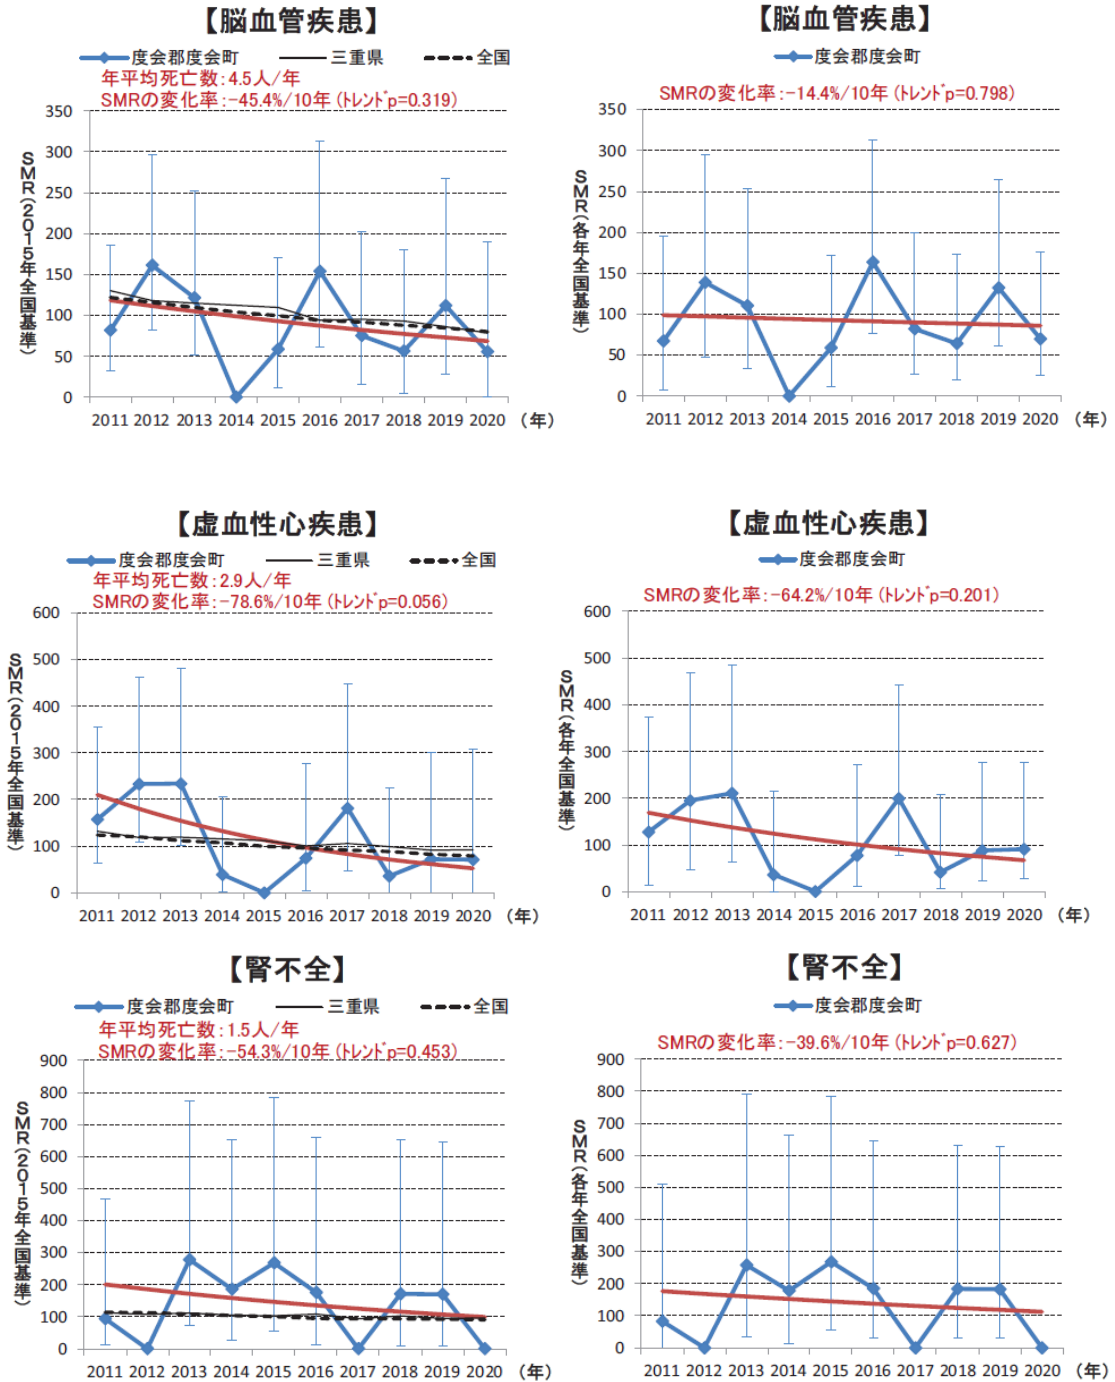 【脳血管疾患】
度会郡度会町 三重県 全国
年平均死亡数：4.5人/年
SMRの変化率：-45.4%/10年 (トレンドp=0.319)
SMR（2015年全国基準）
350
300
250
200
150
100
50
0
2011 2012 2013 2014 2015 2016 2017 2018 2019 2020 （年）
【脳血管疾患】
度会郡度会町
SMRの変化率：-14.4%/10年 (トレンドp=0.798)
SMR（各年全国基準）
350
300
250
200
150
100
50
0
2011 2012 2013 2014 2015 2016 2017 2018 2019 2020 （年）
【虚血性心疾患】
度会郡度会町 三重県 全国
年平均死亡数：2.9人/年
SMRの変化率：-78.6%/10年 (トレンドp=0.056)
SMR（2015年全国基準）
600
500
400
300
200
100
0
2011 2012 2013 2014 2015 2016 2017 2018 2019 2020 （年）
【虚血性心疾患】
度会郡度会町
SMRの変化率：-64.2%/10年 (トレンドp=0.201)
SMR（各年全国基準）
600
500
400
300
200
100
0
2011 2012 2013 2014 2015 2016 2017 2018 2019 2020 （年）
【腎不全】
度会郡度会町 三重県 全国
年平均死亡数：1.5人/年
SMRの変化率：-54.3%/10年 (トレンドp=0.453)
SMR（2015年全国基準）
900
800
700
600
500
400
300
200
100
0
2011 2012 2013 2014 2015 2016 2017 2018 2019 2020 （年）
【腎不全】
度会郡度会町
SMRの変化率：-39.6%/10年 (トレンドp=0.627)
SMR（各年全国基準）
900
800
700
600
500
400
300
200
100
0
2011 2012 2013 2014 2015 2016 2017 2018 2019 2020 （年）